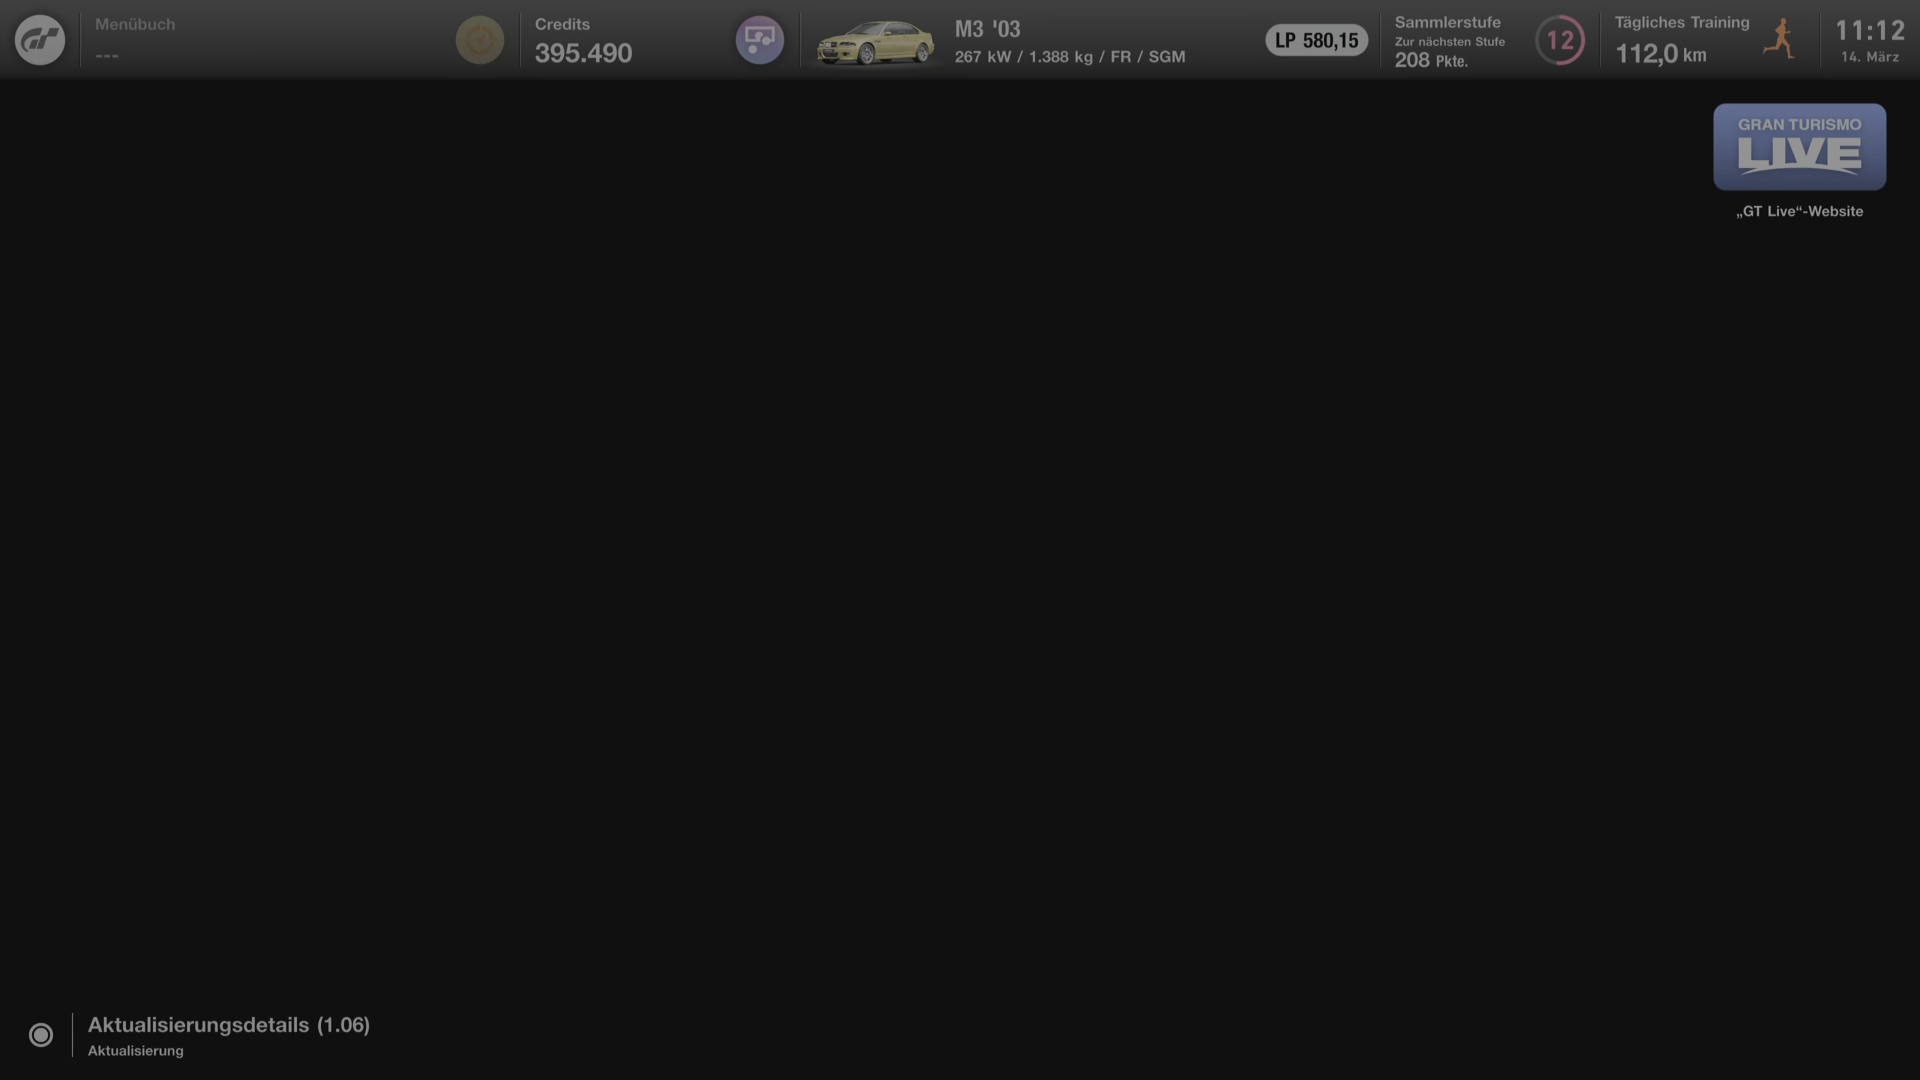 Menübuch
---
Credits
395.490
M3 '03
267 kW / 1.388 kg / FR / SGM
LP 580,15
Sammlerstufe
Zur nächsten Stufe
208 Pkte.
12
Tägliches Training
112,0 km
11:12
14. März
GRAN TURISMO
LIVE
„GT Live“-Website
Aktualisierungsdetails (1.06)
Aktualisierung